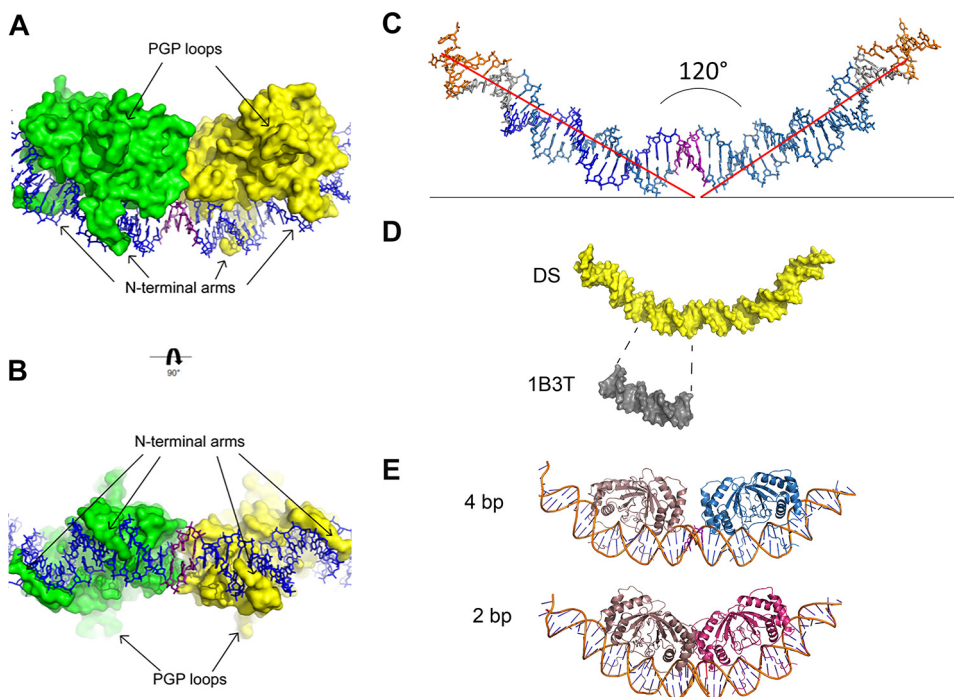 A
PGP loops
N-terminal arms
90°
B
N-terminal arms
PGP loops
C
120°
D
DS
1B3T
E
4 bp
2 bp